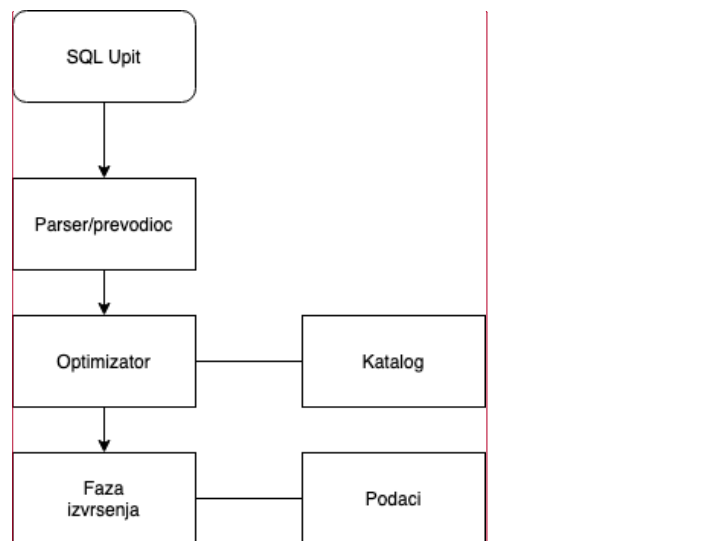 SQL Upit
Parser/prevodioc
Optimizator
Katalog
Faza
izvrsenja
Podaci